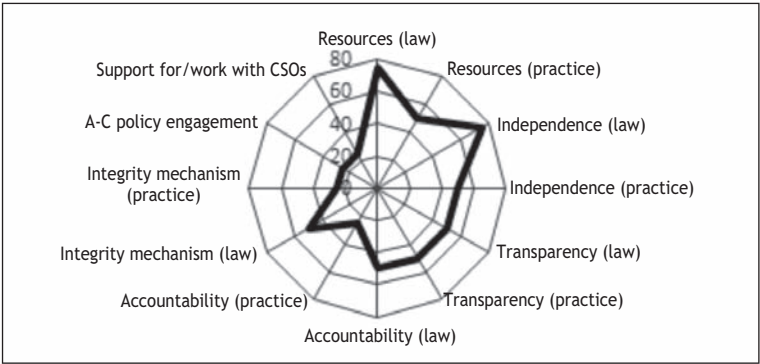 Resources (law)
80
Support for/work with CSOs
Resources (practice)
60
A-C policy engagement
40
Independence (law)
20
Integrity mechanism
(practice)
0
Independence (practice)
Integrity mechanism (law)
Transparency (law)
Accountability (practice)
Transparency (practice)
Accountability (law)